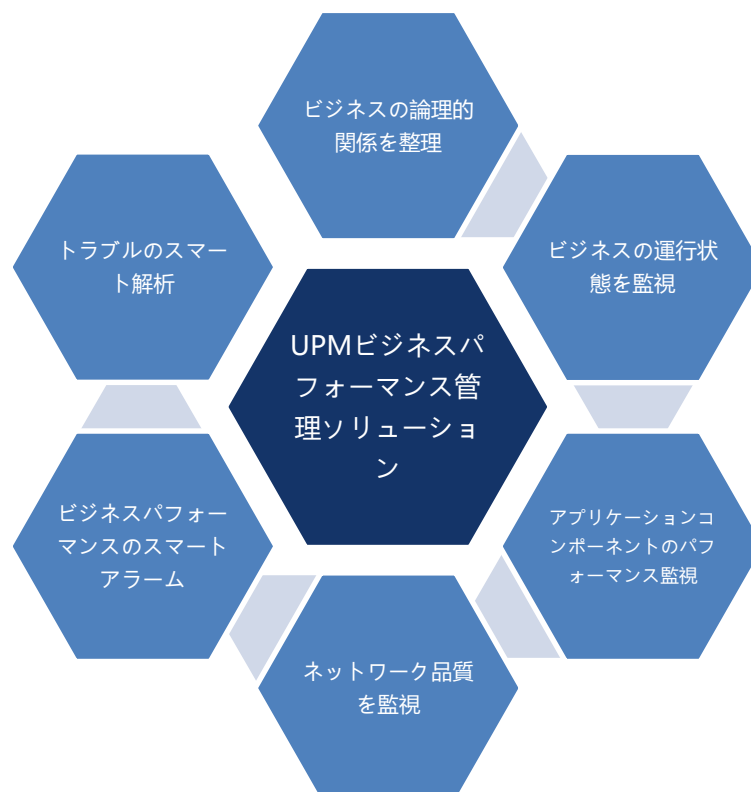 ビジネスの論理的
関係を整理
ビジネスの運行状
態を監視
アプリケーションコ
ンポーネントのパフ
ォーマンス監視
ネットワーク品質
を監視
ビジネスパフォー
マンスのスマート
アラーム
トラブルのスマー
ト解析
UPMビジネスパ
フォーマンス管
理ソリューショ
ン